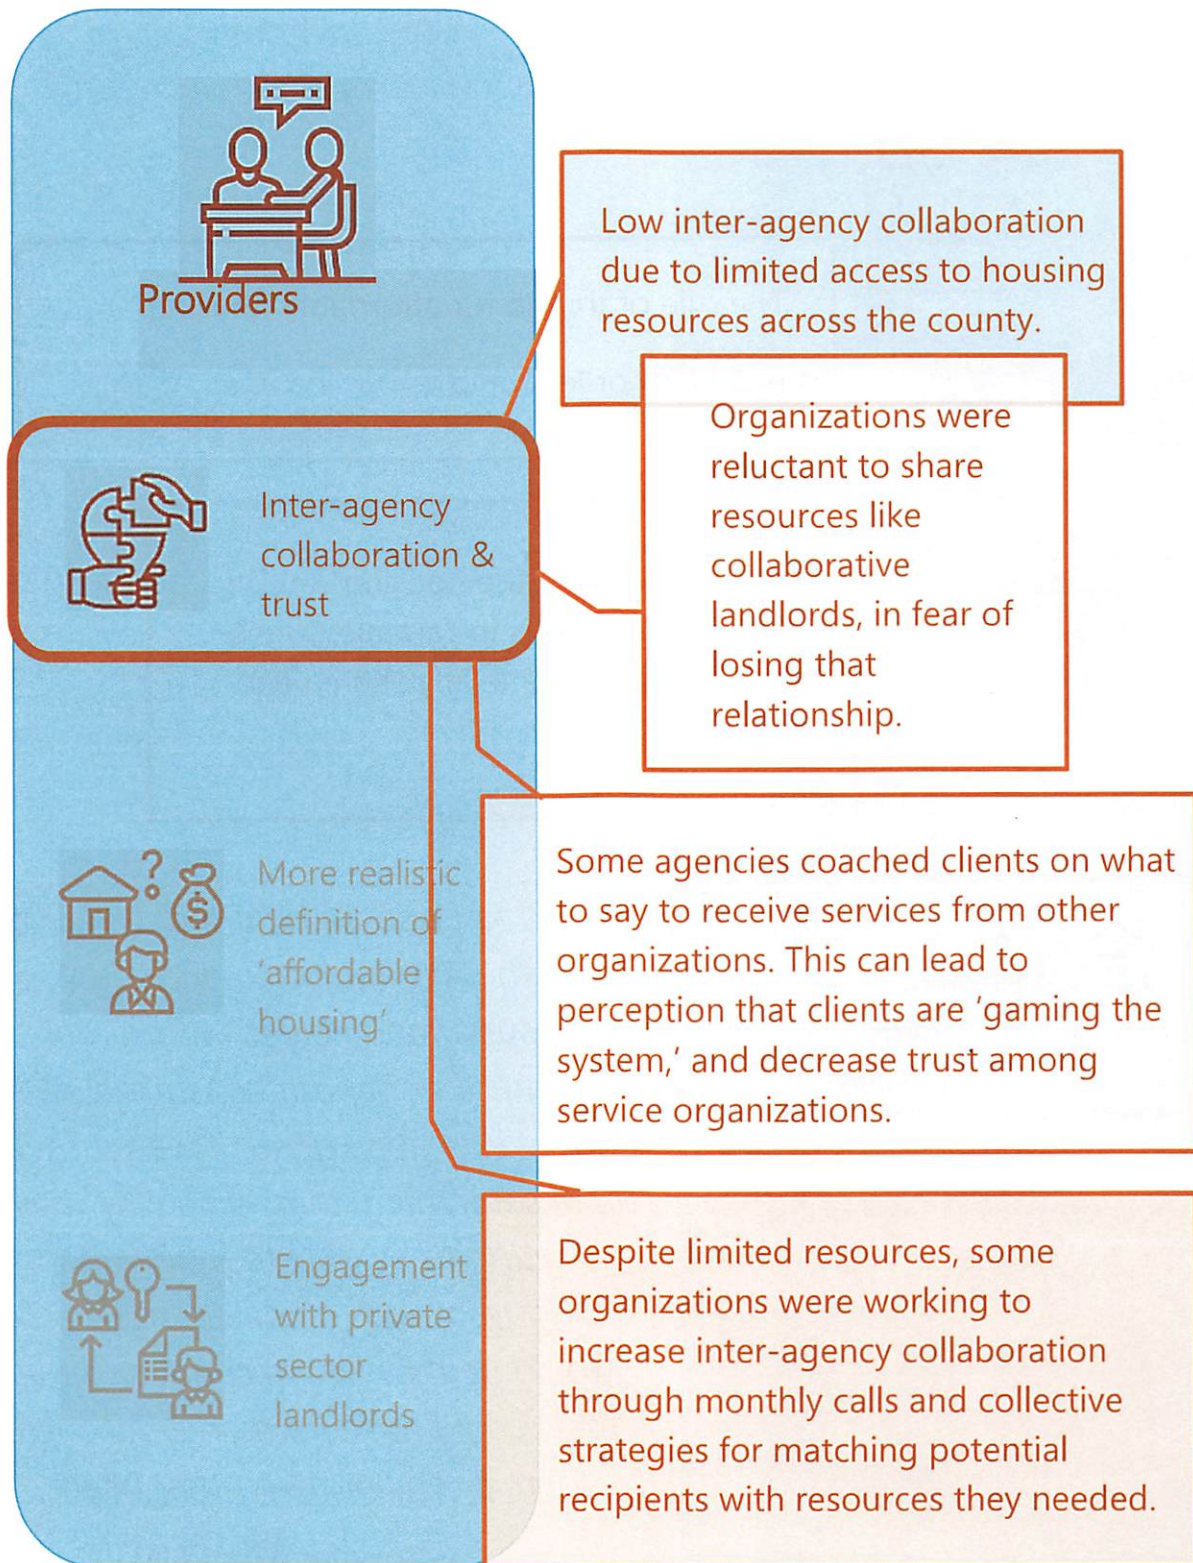 Providers
Low inter-agency collaboration
due to limited access to housing
resources across the county.
Organizations were
reluctant to share
resources like
collaborative
landlords, in fear of
losing that
relationship.
Inter-agency
collaboration &
trust
Some agencies coached clients on what
to say to receive services from other
organizations. This can lead to
perception that clients are ‘gaming the
system,’ and decrease trust among
service organizations.
More realistic
definition of
‘affordable
housing’
Despite limited resources, some
organizations were working to
increase inter-agency collaboration
through monthly calls and collective
strategies for matching potential
recipients with resources they needed.
Engagement
with private
sector
landlords